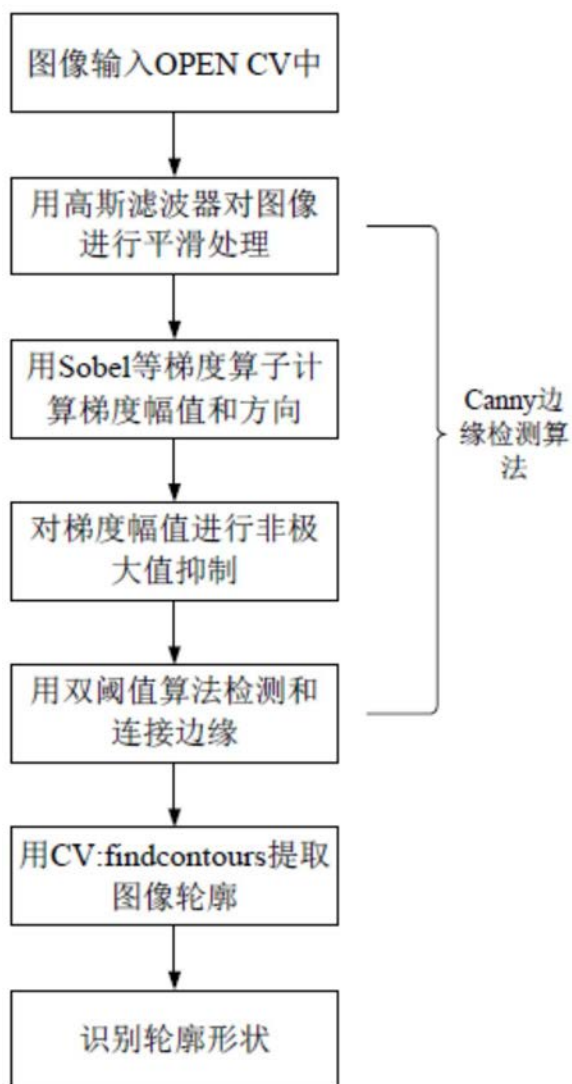 图像输入OPEN CV中
用高斯滤波器对图像
进行平滑处理
用Sobel等梯度算子计
算梯度幅值和方向
对梯度幅值进行非极
大值抑制
用双阈值算法检测和
连接边缘
Canny边
缘检测算
法
用CV:findcontours提取
图像轮廓
识别轮廓形状